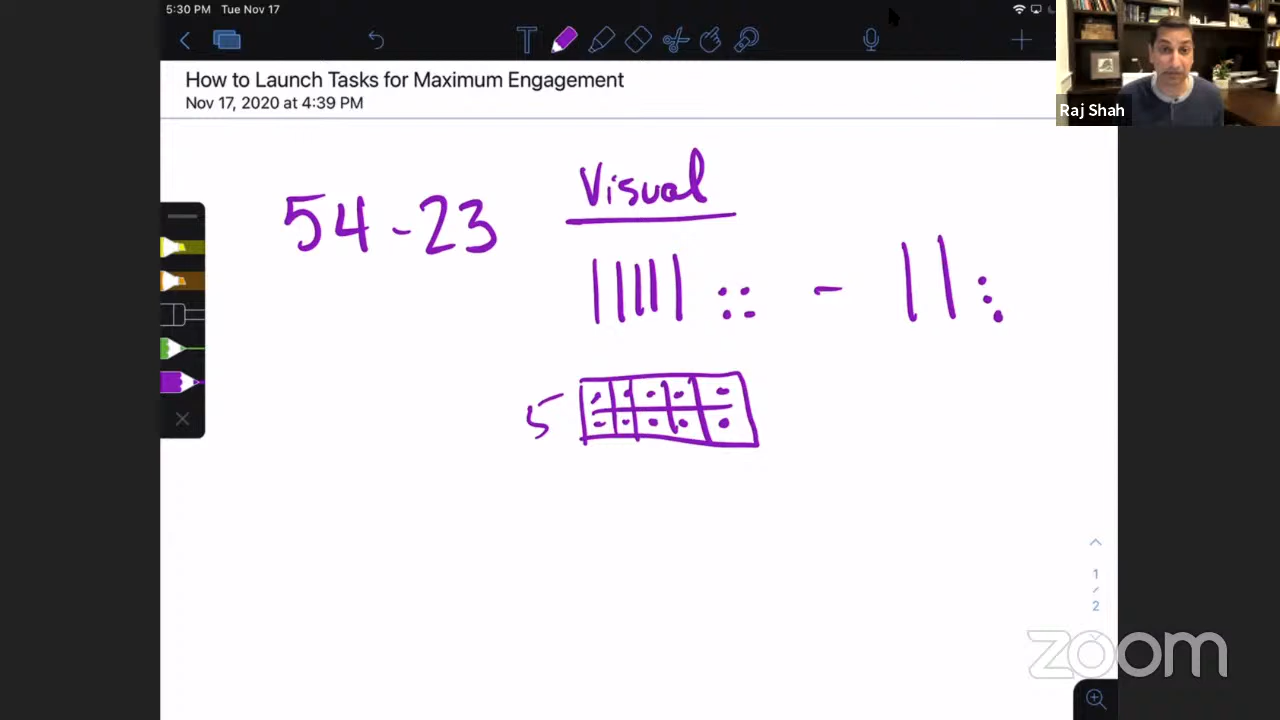 5:30 PM Tue Nov 17
How to Launch Tasks for Maximum Engagement
Nov 17, 2020 at 4:39 PM
Raj Shah
Visual
54-23
-
5
1
2
zoom